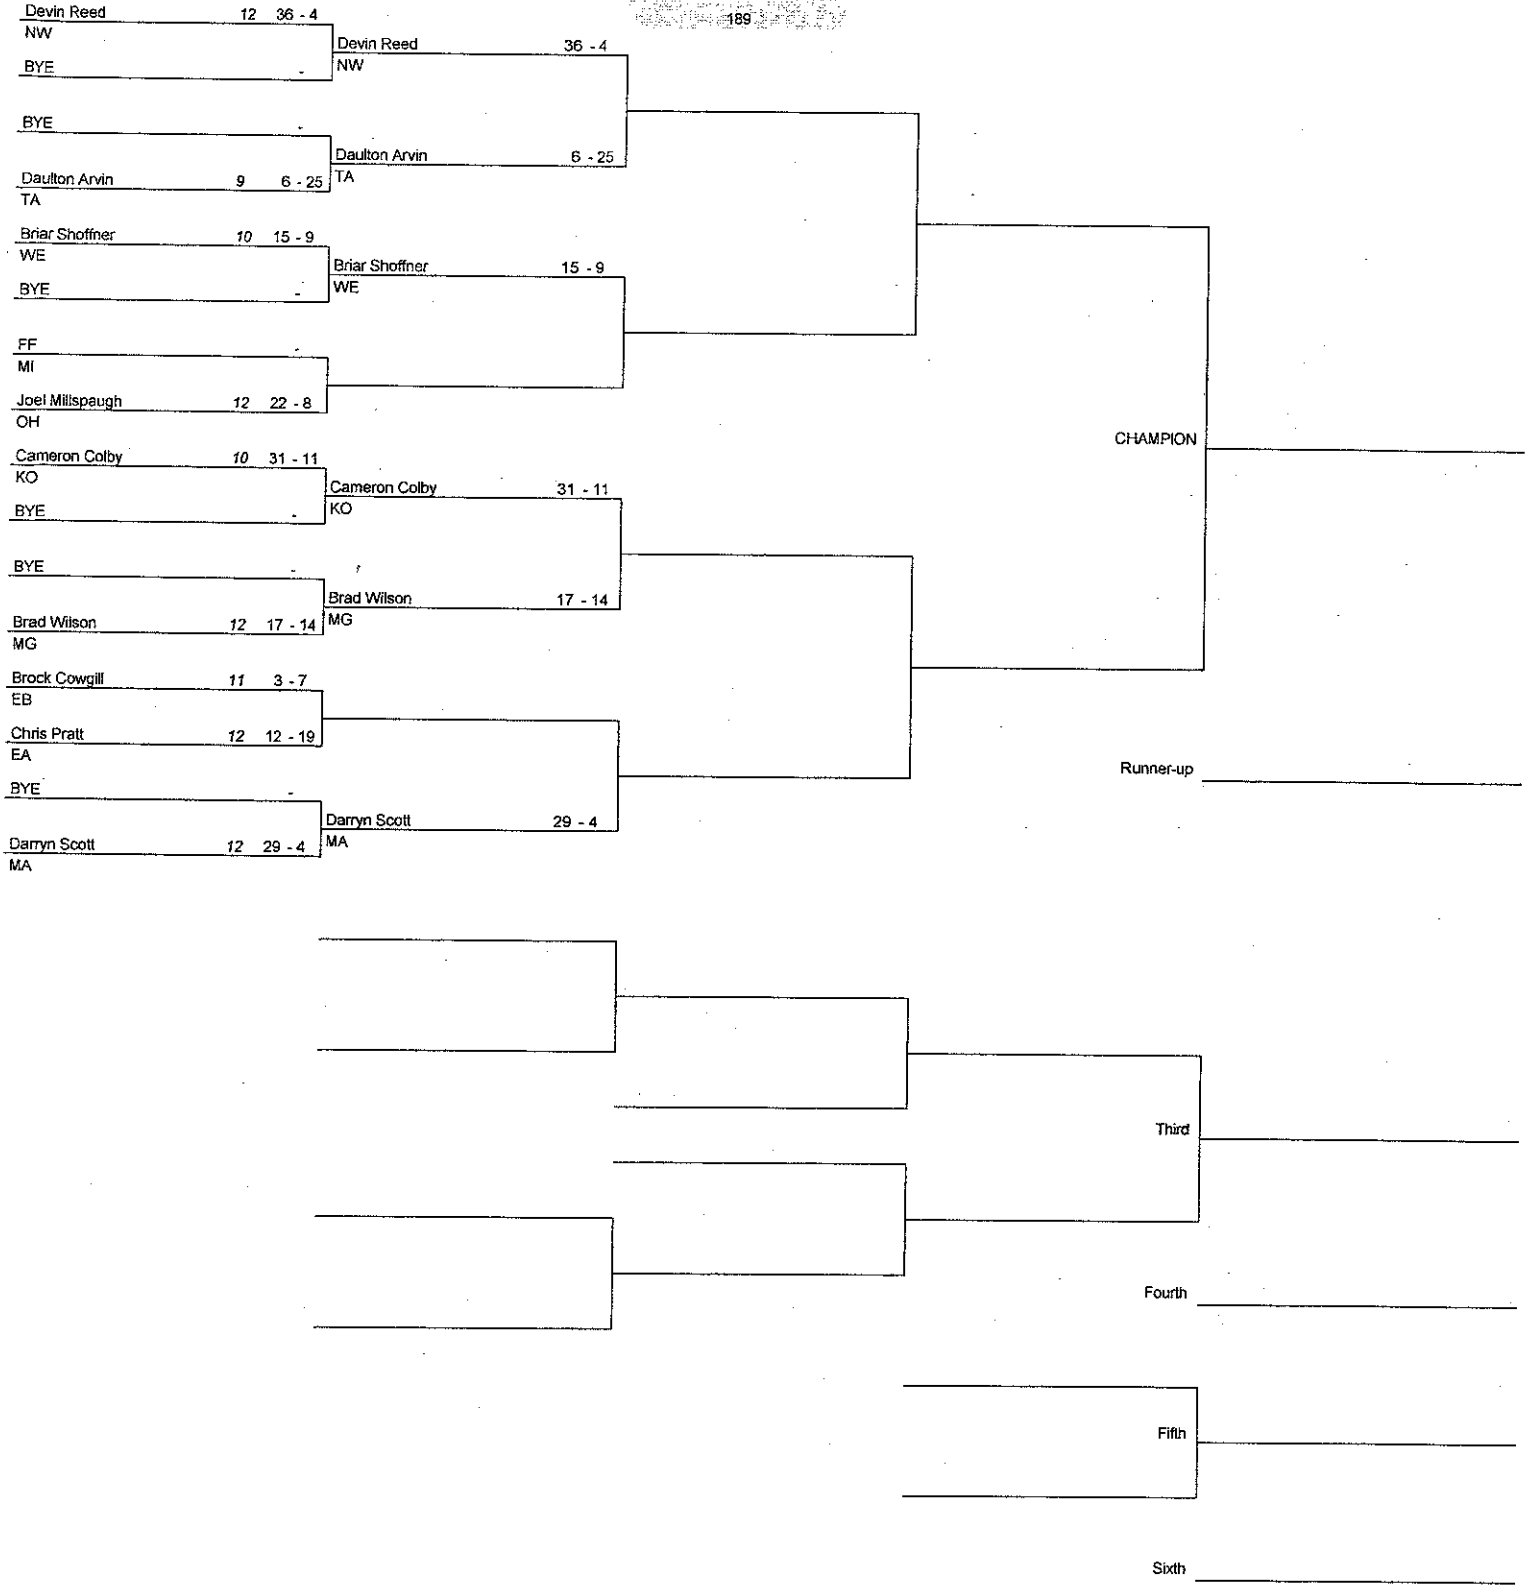 189
Devin Reed 12 36 - 4
NW
BYE -
Devin Reed 36 - 4
NW
BYE -
Daulton Arvin 9 6 - 25
TA
Daulton Arvin 6 - 25
TA
Briar Shoffner 10 15 - 9
WE
BYE -
Briar Shoffner 15 - 9
WE
FF -
MI
Joel Millspaugh 12 22 - 8
OH
Cameron Colby 10 31 - 11
KO
BYE -
Cameron Colby 31 - 11
KO
BYE -
Brad Wilson 12 17 - 14
MG
Brad Wilson 17 - 14
MG
Brock Cowgill 11 3 - 7
EB
Chris Pratt 12 12 - 19
EA
BYE -
Darryn Scott 12 29 - 4
MA
Darryn Scott 29 - 4
MA
CHAMPION
Runner-up
Third
Fourth
Fifth
Sixth